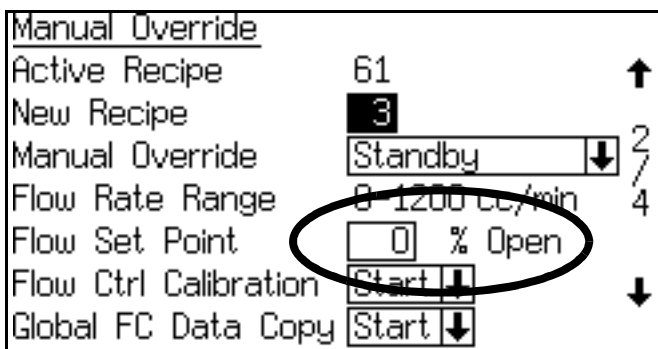 Manual Override
Active Recipe 61
New Recipe 3
Manual Override Standby
Flow Rate Range 0-1200 cc/min
Flow Set Point 0 % Open
Flow Ctrl Calibration Start
Global FC Data Copy Start
2/4